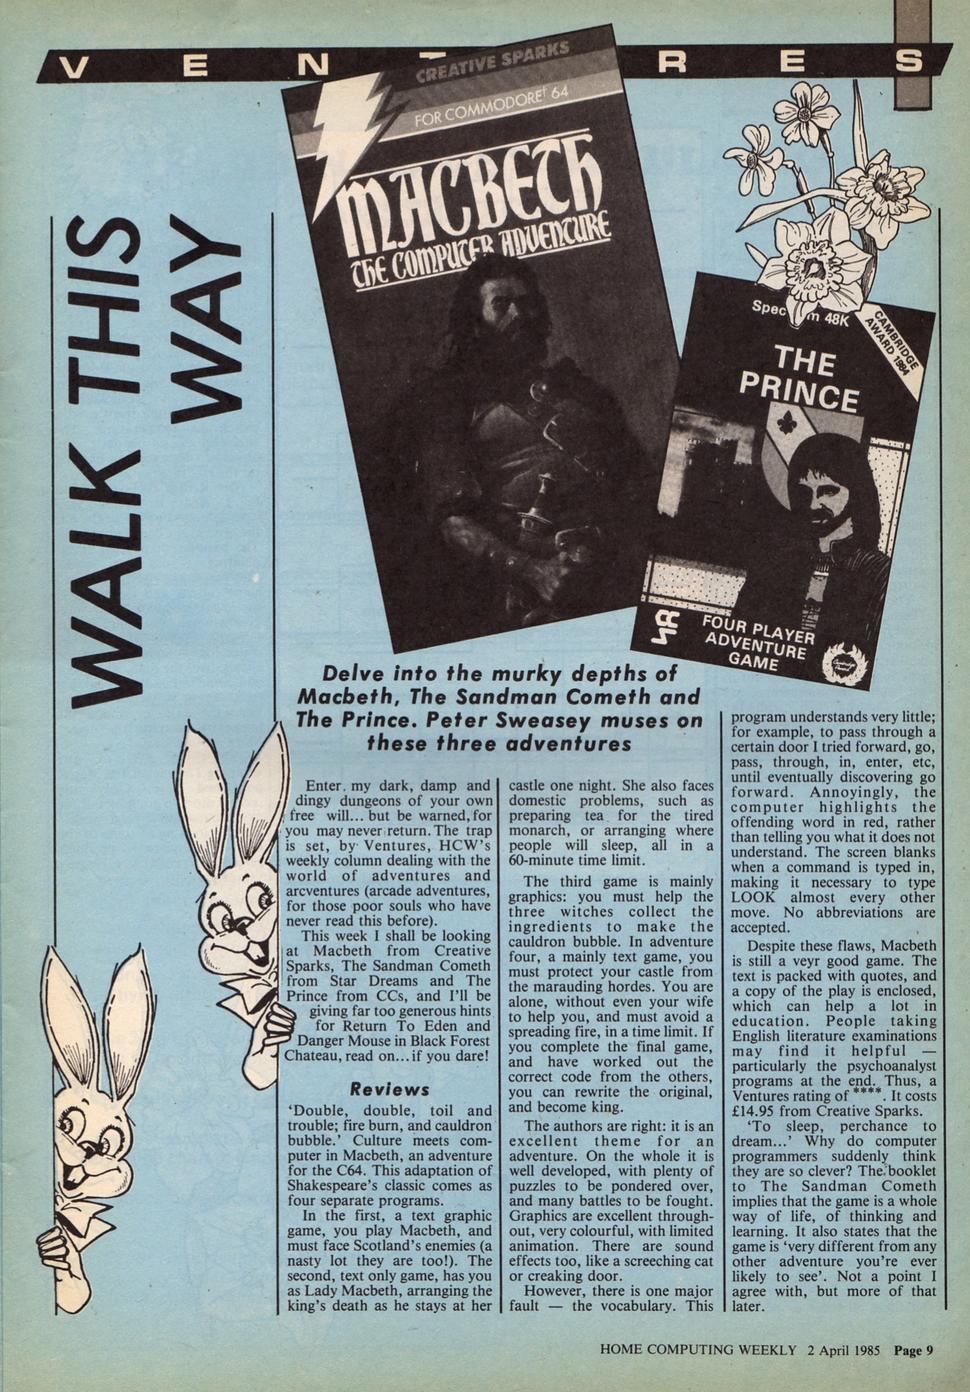 VENTURES
CREATIVE SPARKS
FOR COMMODORE† 64
MACBETH
THE COMPUTER ADVENTURE
WALK THIS
WAY
Spec m 48K
CAMBRIDGE
AWARD 1984
THE
PRINCE
CCS
FOUR PLAYER
ADVENTURE
GAME
Delve into the murky depths of
Macbeth, The Sandman Cometh and
The Prince. Peter Sweasey muses on
these three adventures
Enter. my dark, damp and
dingy dungeons of your own
free will... but be warned, for
you may never return. The trap
is set, by Ventures, HCW's
weekly column dealing with the
world of adventures and
arcventures (arcade adventures,
for those poor souls who have
never read this before).
This week I shall be looking
at Macbeth from Creative
Sparks, The Sandman Cometh
from Star Dreams and The
Prince from CCs, and I'll be
giving far too generous hints
for Return To Eden and
Danger Mouse in Black Forest
Chateau, read on... if you dare!
Reviews
'Double, double, toil and
trouble; fire burn, and cauldron
bubble.' Culture meets com-
puter in Macbeth, an adventure
for the C64. This adaptation of
Shakespeare's classic comes as
four separate programs.
In the first, a text graphic
game, you play Macbeth, and
must face Scotland's enemies (a
nasty lot they are too!). The
second, text only game, has you
as Lady Macbeth, arranging the
king's death as he stays at her
castle one night. She also faces
domestic problems, such as
preparing tea for the tired
monarch, or arranging where
people will sleep, all in a
60-minute time limit.
The third game is mainly
graphics: you must help the
three witches collect the
ingredients to make the
cauldron bubble. In adventure
four, a mainly text game, you
must protect your castle from
the marauding hordes. You are
alone, without even your wife
to help you, and must avoid a
spreading fire, in a time limit. If
you complete the final game,
and have worked out the
correct code from the others,
you can rewrite the original,
and become king.
The authors are right: it is an
excellent theme for an
adventure. On the whole it is
well developed, with plenty of
puzzles to be pondered over,
and many battles to be fought.
Graphics are excellent through-
out, very colourful, with limited
animation. There are sound
effects too, like a screeching cat
or creaking door.
However, there is one major
fault — the vocabulary. This
program understands very little;
for example, to pass through a
certain door I tried forward, go,
pass, through, in, enter, etc,
until eventually discovering go
forward. Annoyingly, the
computer highlights the
offending word in red, rather
than telling you what it does not
understand. The screen blanks
when a command is typed in,
making it necessary to type
LOOK almost every other
move. No abbreviations are
accepted.
Despite these flaws, Macbeth
is still a veyr good game. The
text is packed with quotes, and
a copy of the play is enclosed,
which can help a lot in
education. People taking
English literature examinations
may find it helpful —
particularly the psychoanalyst
programs at the end. Thus, a
Ventures rating of ****. It costs
£14.95 from Creative Sparks.
'To sleep, perchance to
dream...' Why do computer
programmers suddenly think
they are so clever? The booklet
to The Sandman Cometh
implies that the game is a whole
way of life, of thinking and
learning. It also states that the
game is 'very different from any
other adventure you're ever
likely to see'. Not a point I
agree with, but more of that
later.
HOME COMPUTING WEEKLY 2 April 1985 Page 9